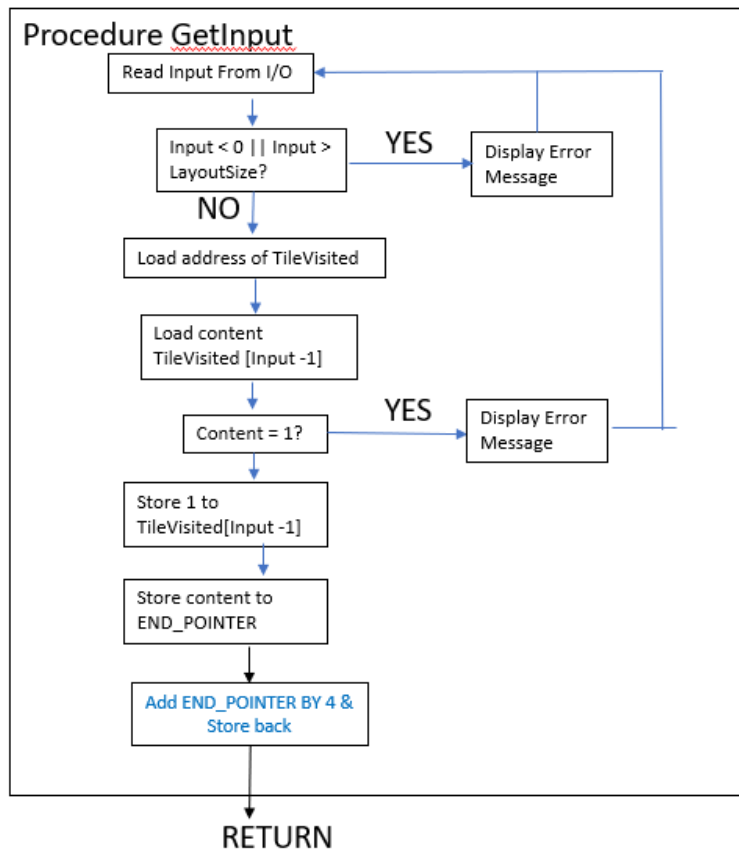 Procedure GetInput
Read Input From I/O
Input < 0 || Input >
LayoutSize?
YES
Display Error
Message
NO
Load address of TileVisited
Load content
TileVisited [Input -1]
Content = 1?
YES
Display Error
Message
Store 1 to
TileVisited[Input -1]
Store content to
END_POINTER
Add END_POINTER BY 4 &
Store back
RETURN